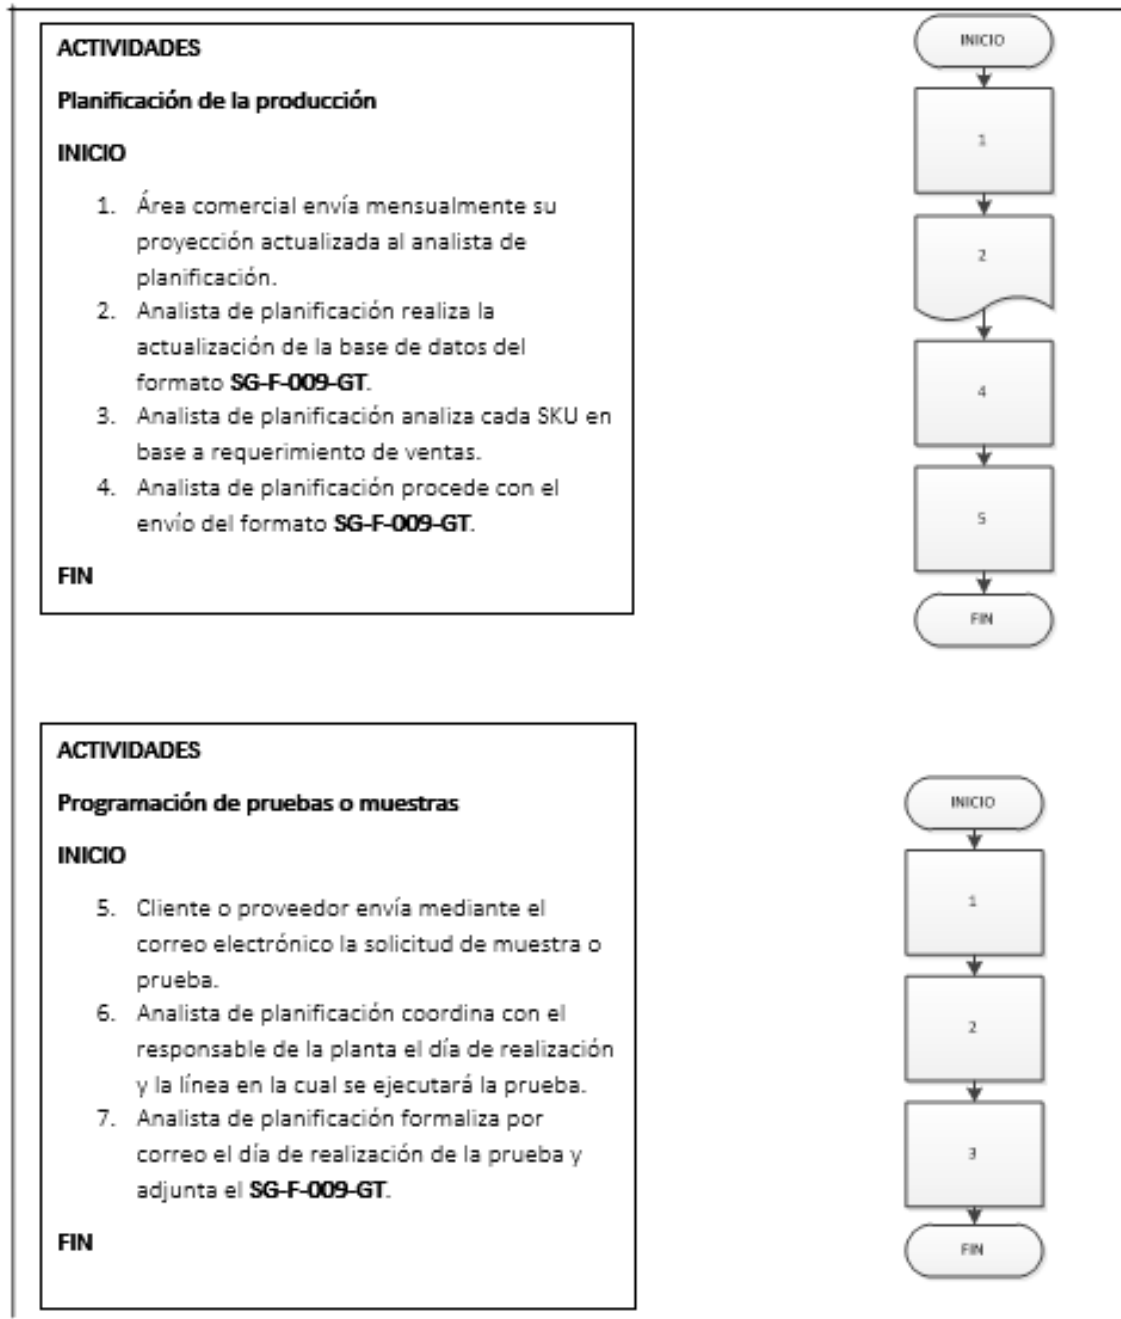 ACTIVIDADES
Planificación de la producción
INICIO
1. Área comercial envía mensualmente su
proyección actualizada al analista de
planificación.
2. Analista de planificación realiza la
actualización de la base de datos del
formato SG-F-009-GT.
3. Analista de planificación analiza cada SKU en
base a requerimiento de ventas.
4. Analista de planificación procede con el
envío del formato SG-F-009-GT.
FIN
INICIO
1
2
4
5
FIN
ACTIVIDADES
Programación de pruebas o muestras
INICIO
5. Cliente o proveedor envía mediante el
correo electrónico la solicitud de muestra o
prueba.
6. Analista de planificación coordina con el
responsable de la planta el día de realización
y la línea en la cual se ejecutará la prueba.
7. Analista de planificación formaliza por
correo el día de realización de la prueba y
adjunta el SG-F-009-GT.
FIN
INICIO
1
2
3
FIN